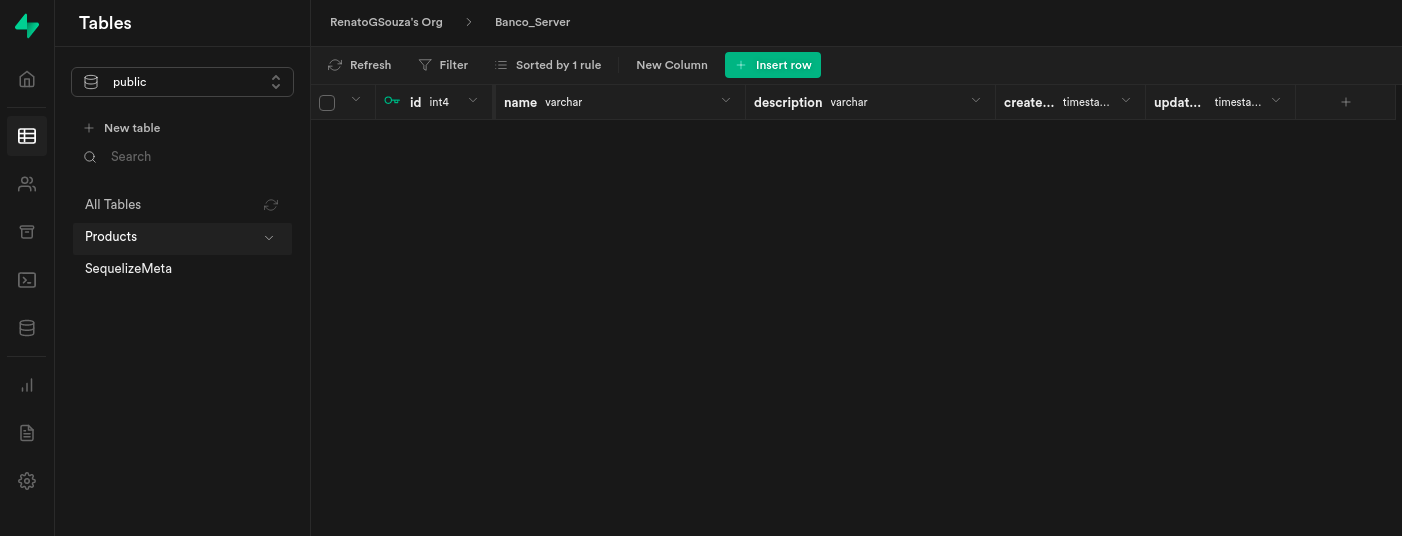 Tables
RenatoGSouza's Org
Banco_Server
public
Refresh
Filter
Sorted by 1 rule
New Column
Insert row
id int4
name varchar
description varchar
create... timesta...
updat... timesta...
New table
Search
All Tables
Products
SequelizeMeta